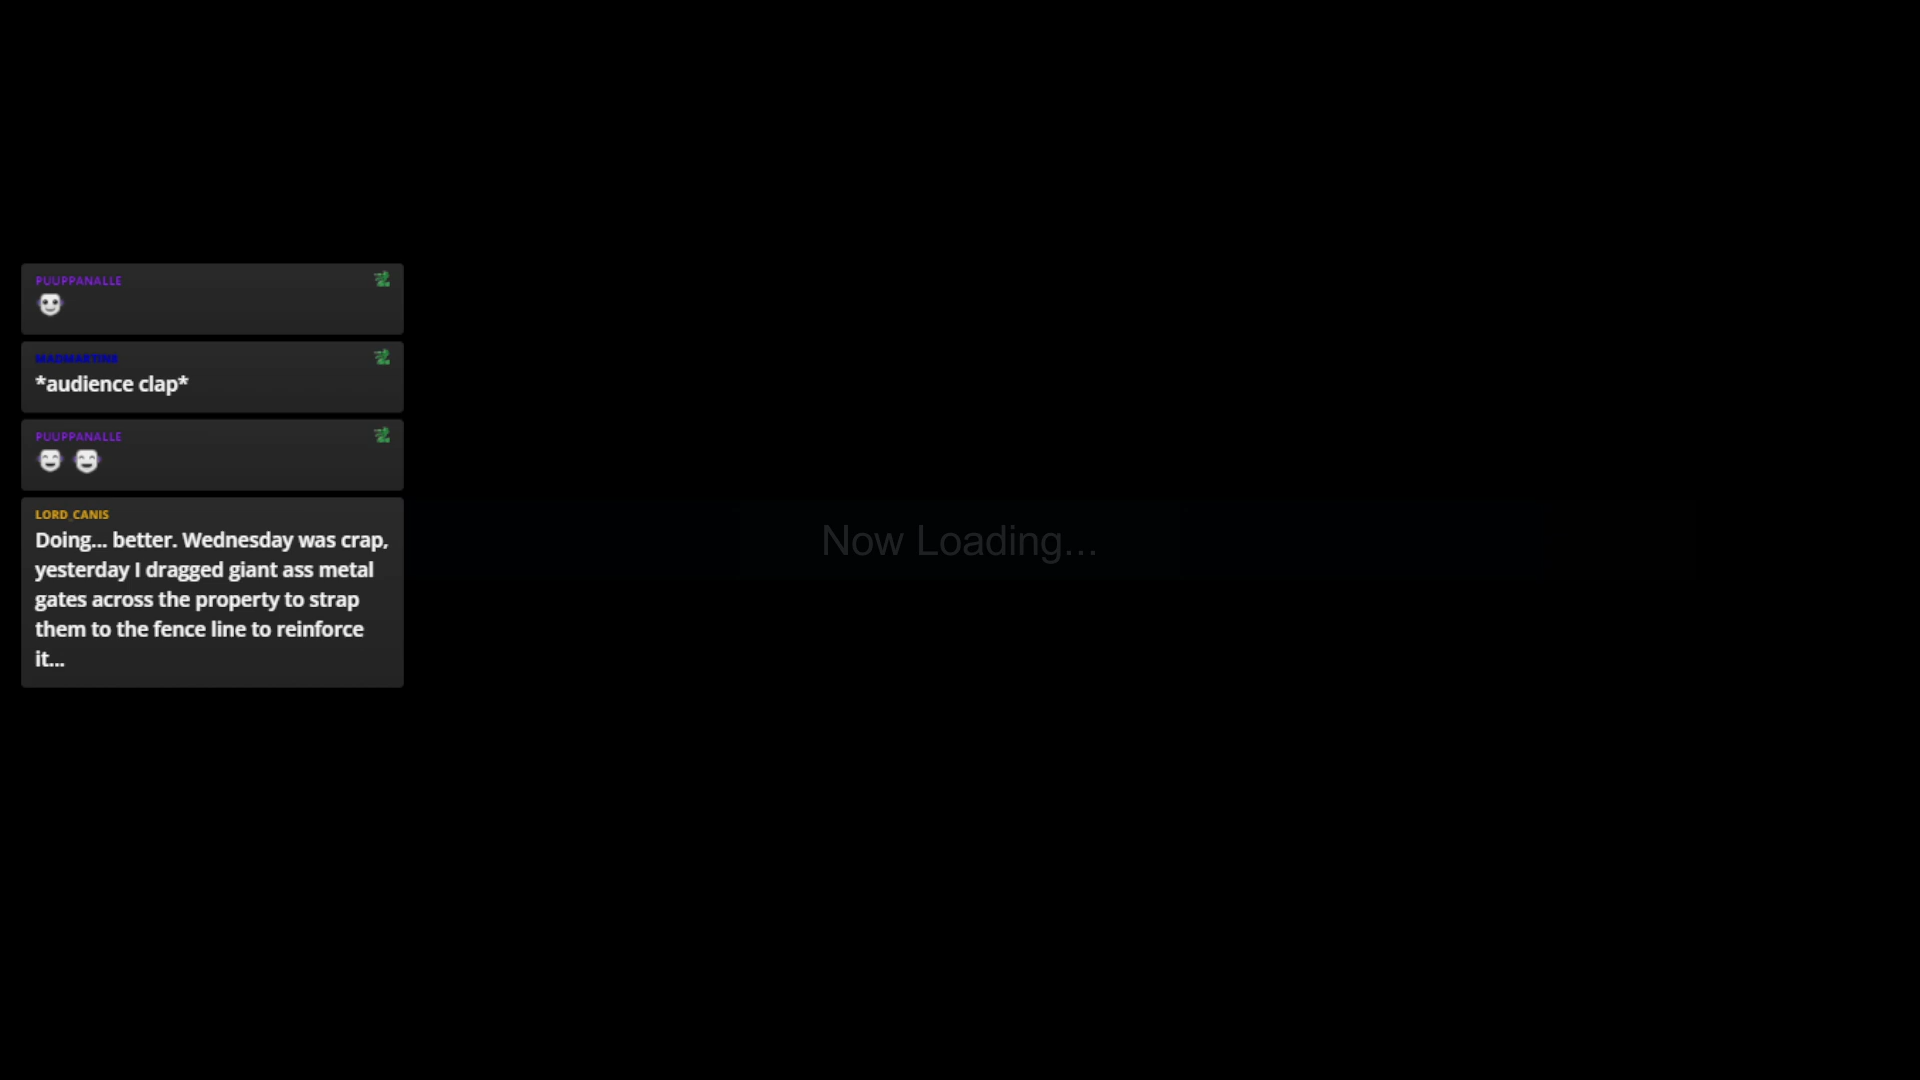 PUUPPANALLE
MADMARTINE
*audience clap*
PUUPPANALLE
LORD_CANIS
Doing... better. Wednesday was crap,
yesterday I dragged giant ass metal
gates across the property to strap
them to the fence line to reinforce
it...
Now Loading...